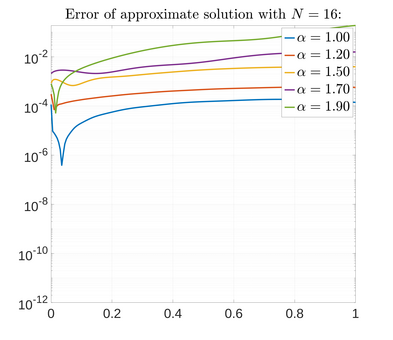 Error of approximate solution with N = 16:
10^-2
10^-4
10^-6
10^-8
10^-10
10^-12
0 0.2 0.4 0.6 0.8 1
α = 1.00
α = 1.20
α = 1.50
α = 1.70
α = 1.90